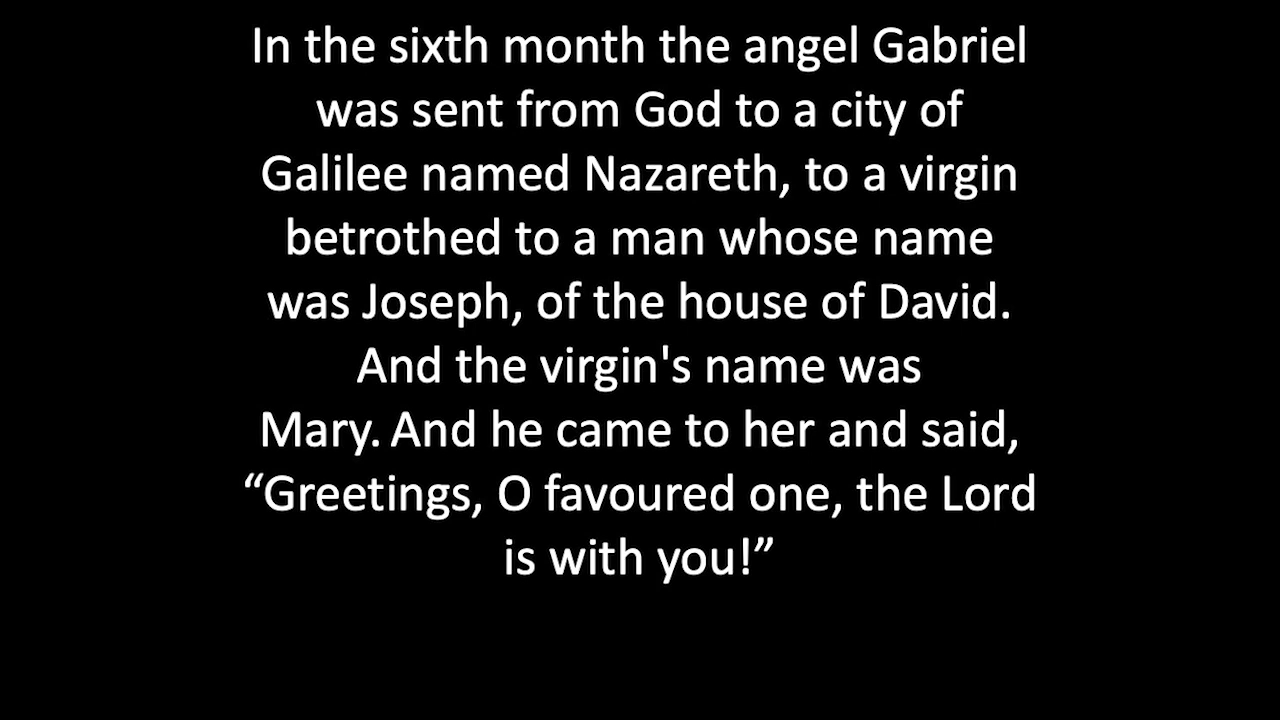 In the sixth month the angel Gabriel
was sent from God to a city of
Galilee named Nazareth, to a virgin
betrothed to a man whose name
was Joseph, of the house of David.
And the virgin's name was
Mary. And he came to her and said,
“Greetings, O favoured one, the Lord
is with you!”